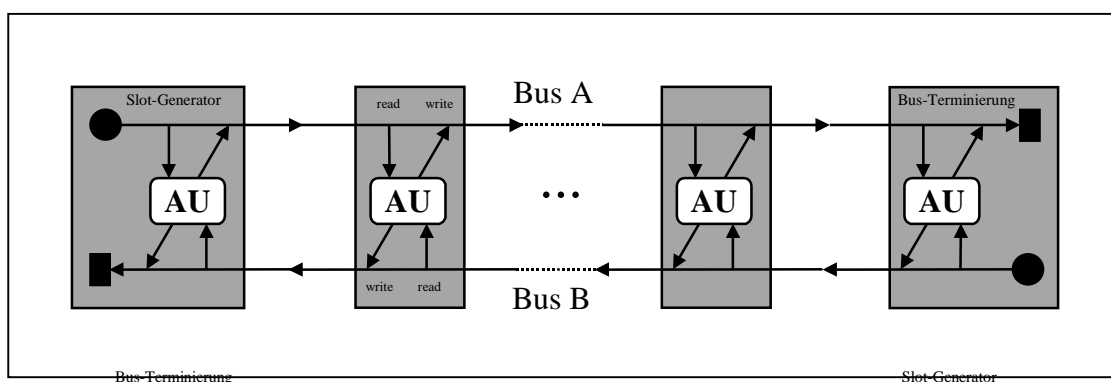 Slot-Generator
read write
Bus A
Bus-Terminierung
AU
AU
...
AU
AU
write read
Bus B
Bus-Terminierung
Slot-Generator